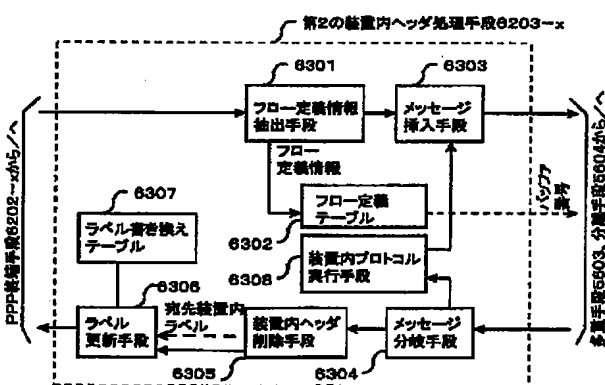 第2の装置内ヘッダ処理手段6203-x
6301
6303
フロー定義情報
抽出手段
メッセージ
挿入手段
フロー
定義情報
6307
フロー定義
テーブル
バッファ
番号
ラベル書き換え
テーブル
6302
6308
装置内プロトコル
実行手段
6306
宛先装置内
ラベル
ラベル
更新手段
装置内ヘッダ
削除手段
メッセージ
分岐手段
6305
6304
PPP終端手段6202-xから/へ
多重手段5603、分離手段5604から/へ